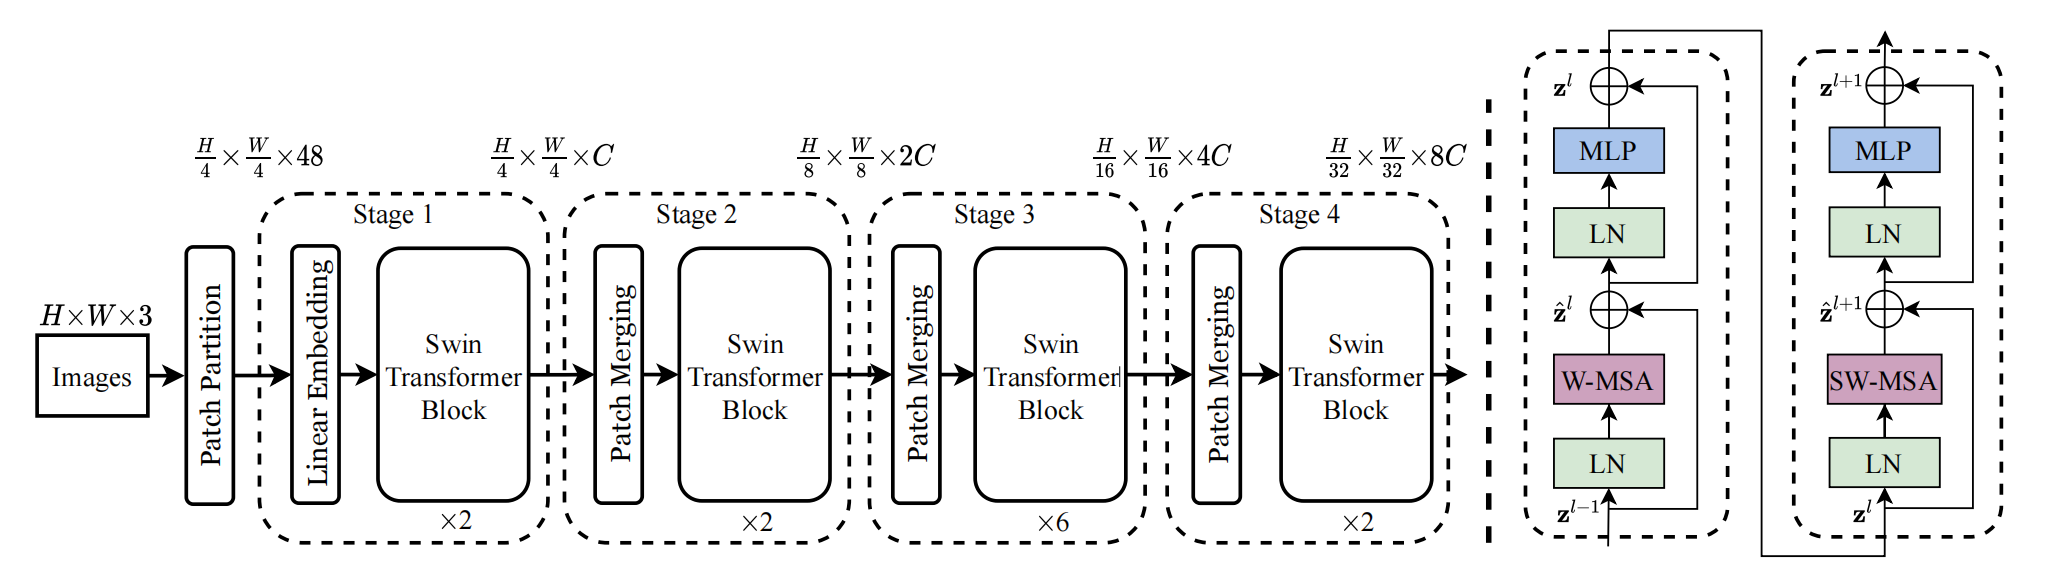 H×W×3
Images
Patch Partition
H/4 × W/4 ×48
Stage 1
Linear Embedding
Swin
Transformer
Block
×2
H/4 × W/4 ×C
Stage 2
Patch Merging
Swin
Transformer
Block
×2
H/8 × W/8 ×2C
Stage 3
Patch Merging
Swin
Transformer
Block
×6
H/16 × W/16 ×4C
Stage 4
Patch Merging
Swin
Transformer
Block
×2
H/32 × W/32 ×8C
z^l
MLP
LN
ẑ^l
W-MSA
LN
z^{l−1}
z^{l+1}
MLP
LN
ẑ^{l+1}
SW-MSA
LN
z^l